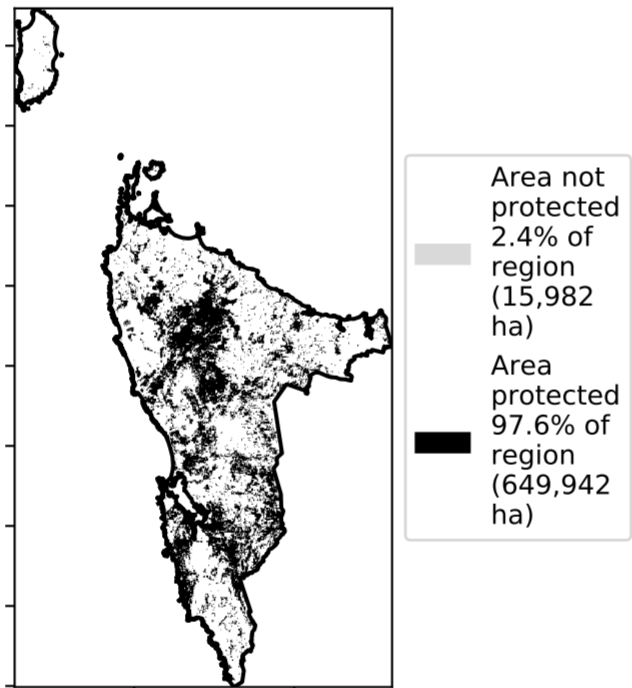 Area not
protected
2.4% of
region
(15,982
ha)
Area
protected
97.6% of
region
(649,942
ha)